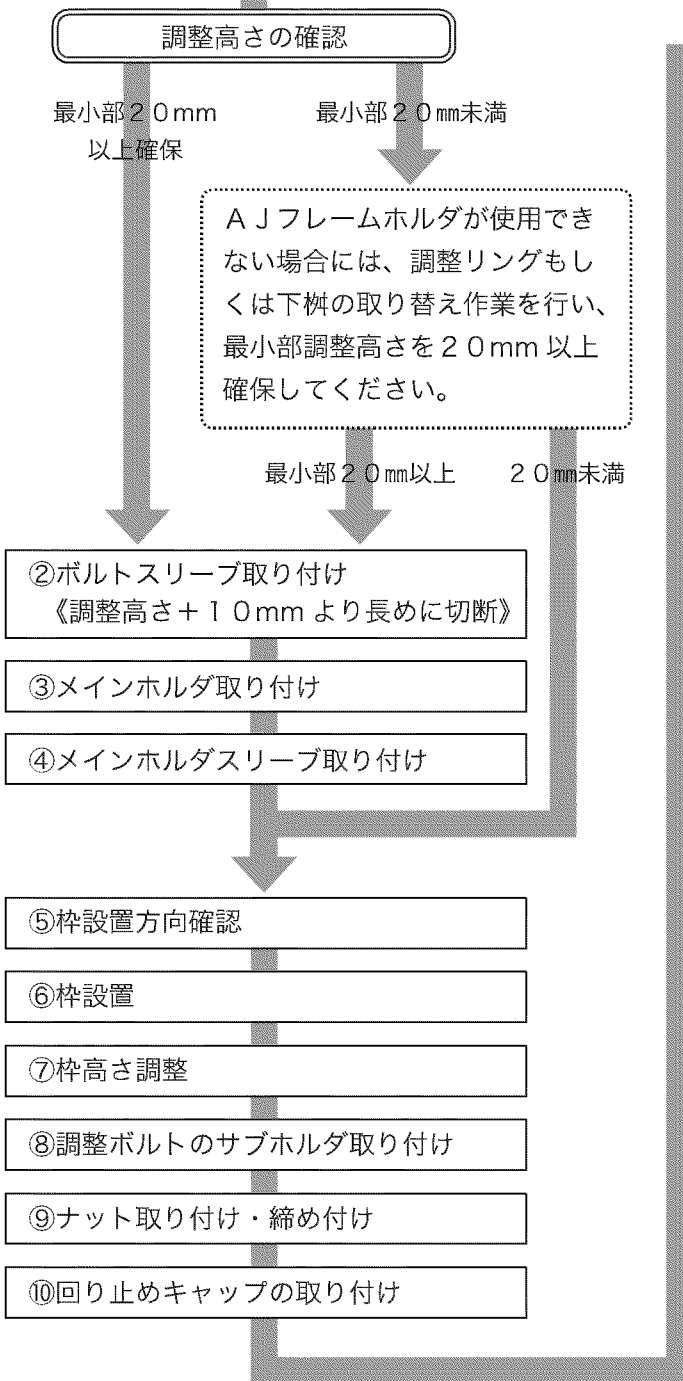 調整高さの確認
最小部２０mm
以上確保
最小部２０㎜未満
ＡＪフレームホルダが使用でき
ない場合には、調整リングもし
くは下桝の取り替え作業を行い、
最小部調整高さを２０mm 以上
確保してください。
最小部２０㎜以上
２０㎜未満
②ボルトスリーブ取り付け
《調整高さ＋１０mm より長めに切断》
③メインホルダ取り付け
④メインホルダスリーブ取り付け
⑤枠設置方向確認
⑥枠設置
⑦枠高さ調整
⑧調整ボルトのサブホルダ取り付け
⑨ナット取り付け・締め付け
⑩回り止めキャップの取り付け